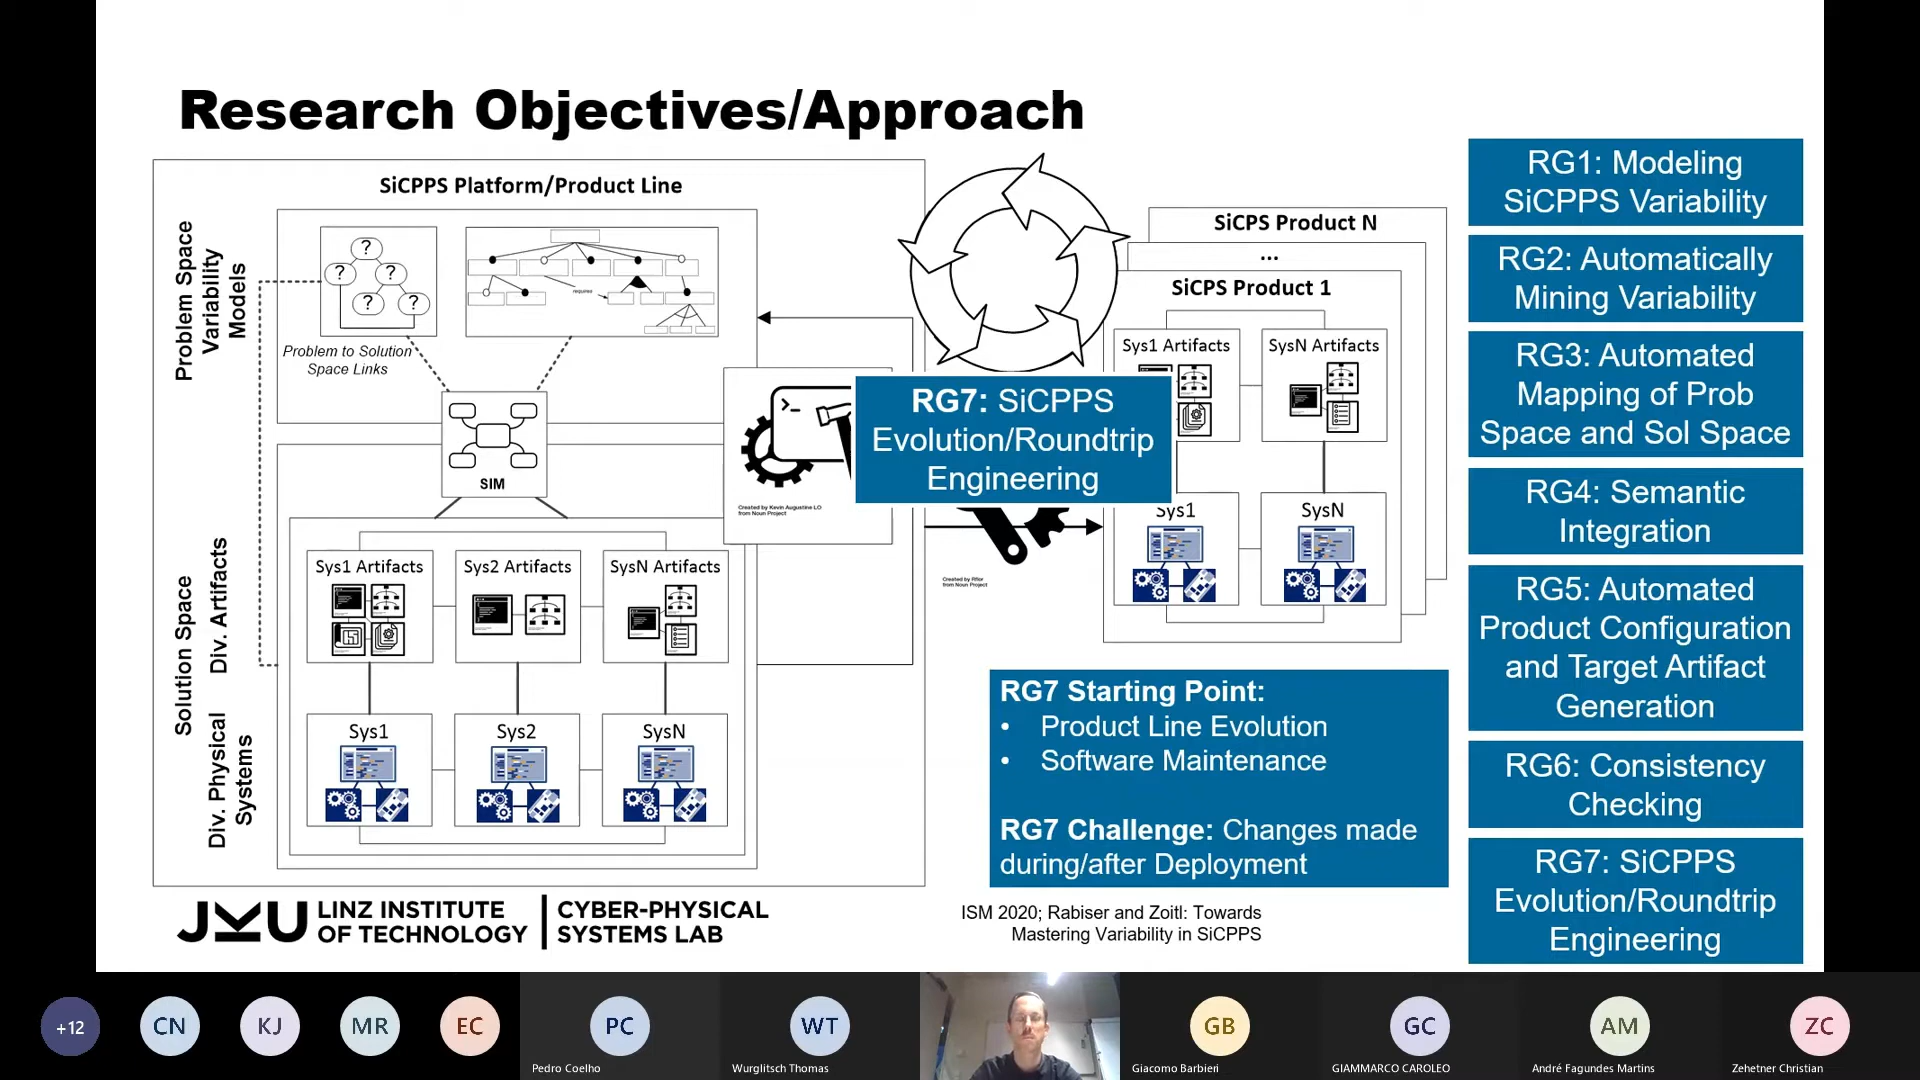 Research Objectives/Approach
SiCPPS Platform/Product Line
Problem Space
Variability
Models
?
?
?
?
?
requires
Problem to Solution
Space Links
SIM
Solution Space
Div. Artifacts
Sys1 Artifacts
Sys2 Artifacts
SysN Artifacts
Div. Physical
Systems
Sys1
Sys2
SysN
>_
Created by Kevin Augustine LO
from Noun Project
RG7: SiCPPS
Evolution/Roundtrip
Engineering
Created by Rflor
from Noun Project
SiCPS Product N
...
SiCPS Product 1
Sys1 Artifacts
SysN Artifacts
Sys1
SysN
RG7 Starting Point:
• Product Line Evolution
• Software Maintenance
RG7 Challenge: Changes made
during/after Deployment
RG1: Modeling
SiCPPS Variability
RG2: Automatically
Mining Variability
RG3: Automated
Mapping of Prob
Space and Sol Space
RG4: Semantic
Integration
RG5: Automated
Product Configuration
and Target Artifact
Generation
RG6: Consistency
Checking
RG7: SiCPPS
Evolution/Roundtrip
Engineering
JKU LINZ INSTITUTE
OF TECHNOLOGY
CYBER-PHYSICAL
SYSTEMS LAB
ISM 2020; Rabiser and Zoitl: Towards
Mastering Variability in SiCPPS
+12
CN
KJ
MR
EC
PC
Pedro Coelho
WT
Wurglitsch Thomas
GB
Giacomo Barbieri
GC
GIAMMARCO CAROLEO
AM
André Fagundes Martins
ZC
Zehetner Christian